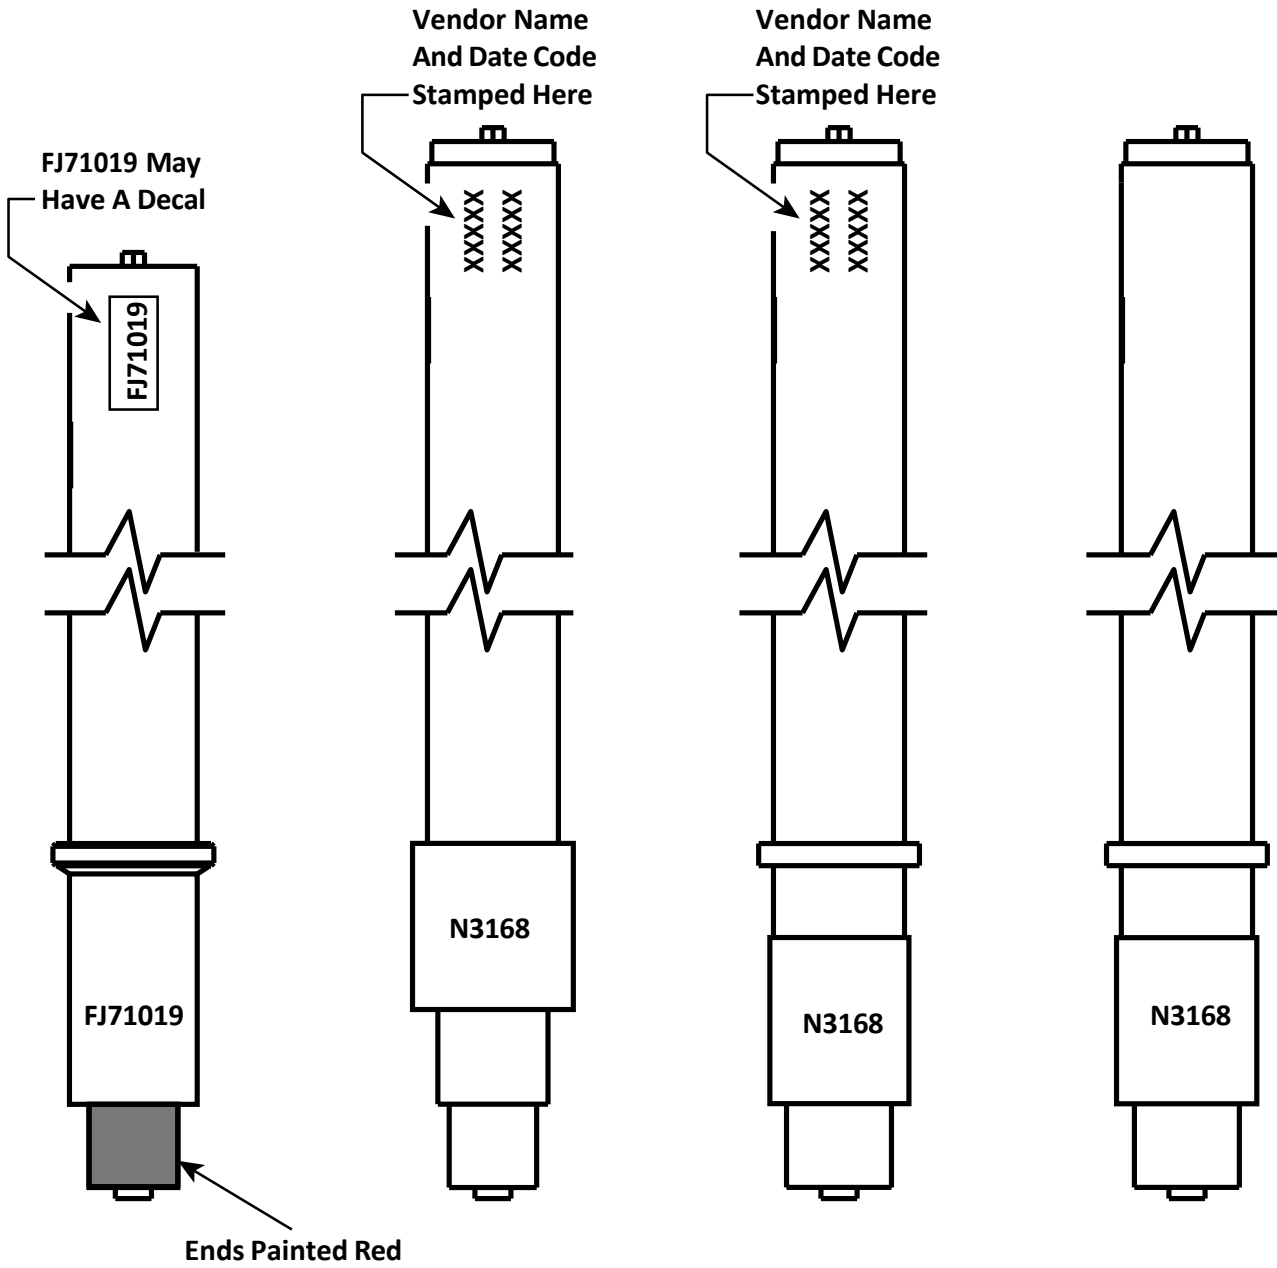 Vendor Name
And Date Code
Stamped Here
Vendor Name
And Date Code
Stamped Here
FJ71019 May
Have A Decal
XXXXX
XXXXX
XXXXX
XXXXX
FJ71019
N3168
FJ71019
N3168
N3168
Ends Painted Red